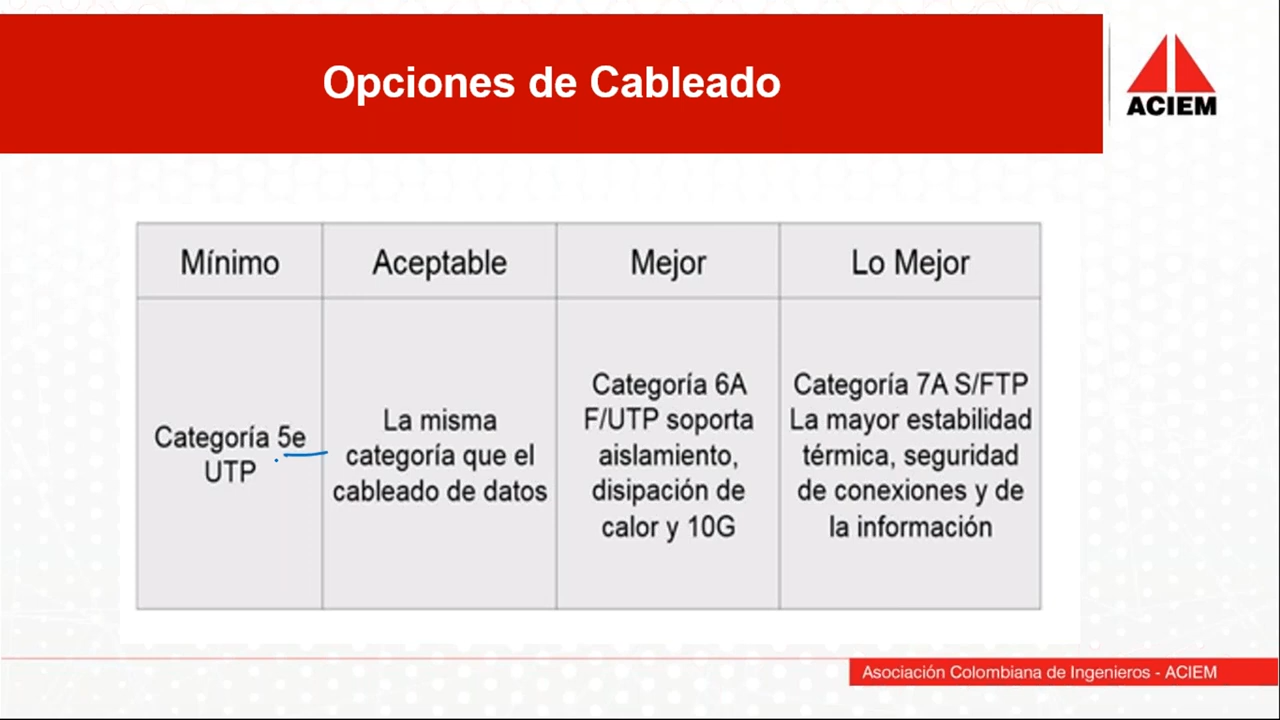 Opciones de Cableado
ACIEM
Mínimo
Aceptable
Mejor
Lo Mejor
Categoría 5e
UTP
La misma
categoría que el
cableado de datos
Categoría 6A
F/UTP soporta
aislamiento,
disipación de
calor y 10G
Categoría 7A S/FTP
La mayor estabilidad
térmica, seguridad
de conexiones y de
la información
Asociación Colombiana de Ingenieros - ACIEM